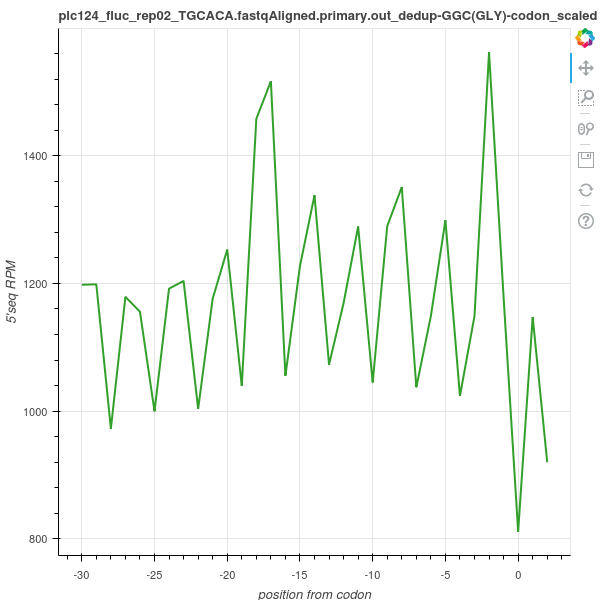 plc124_fluc_rep02_TGCACA.fastqAligned.primary.out_dedup-GGC(GLY)-codon_scaled
1400
1200
1000
800
5'seq RPM
-30 -25 -20 -15 -10 -5 0
position from codon